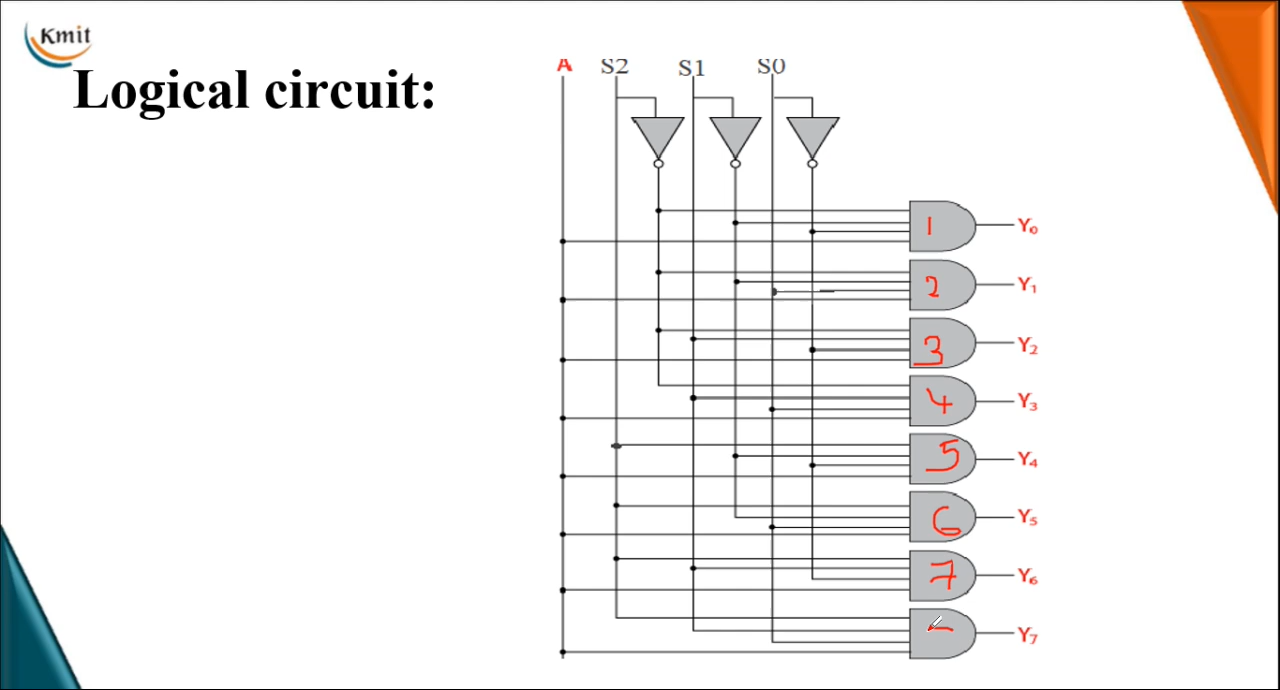 Kmit
Logical circuit:
A S2 S1 S0
1 Y₀
2 Y₁
3 Y₂
4 Y₃
5 Y₄
6 Y₅
7 Y₆
Y₇